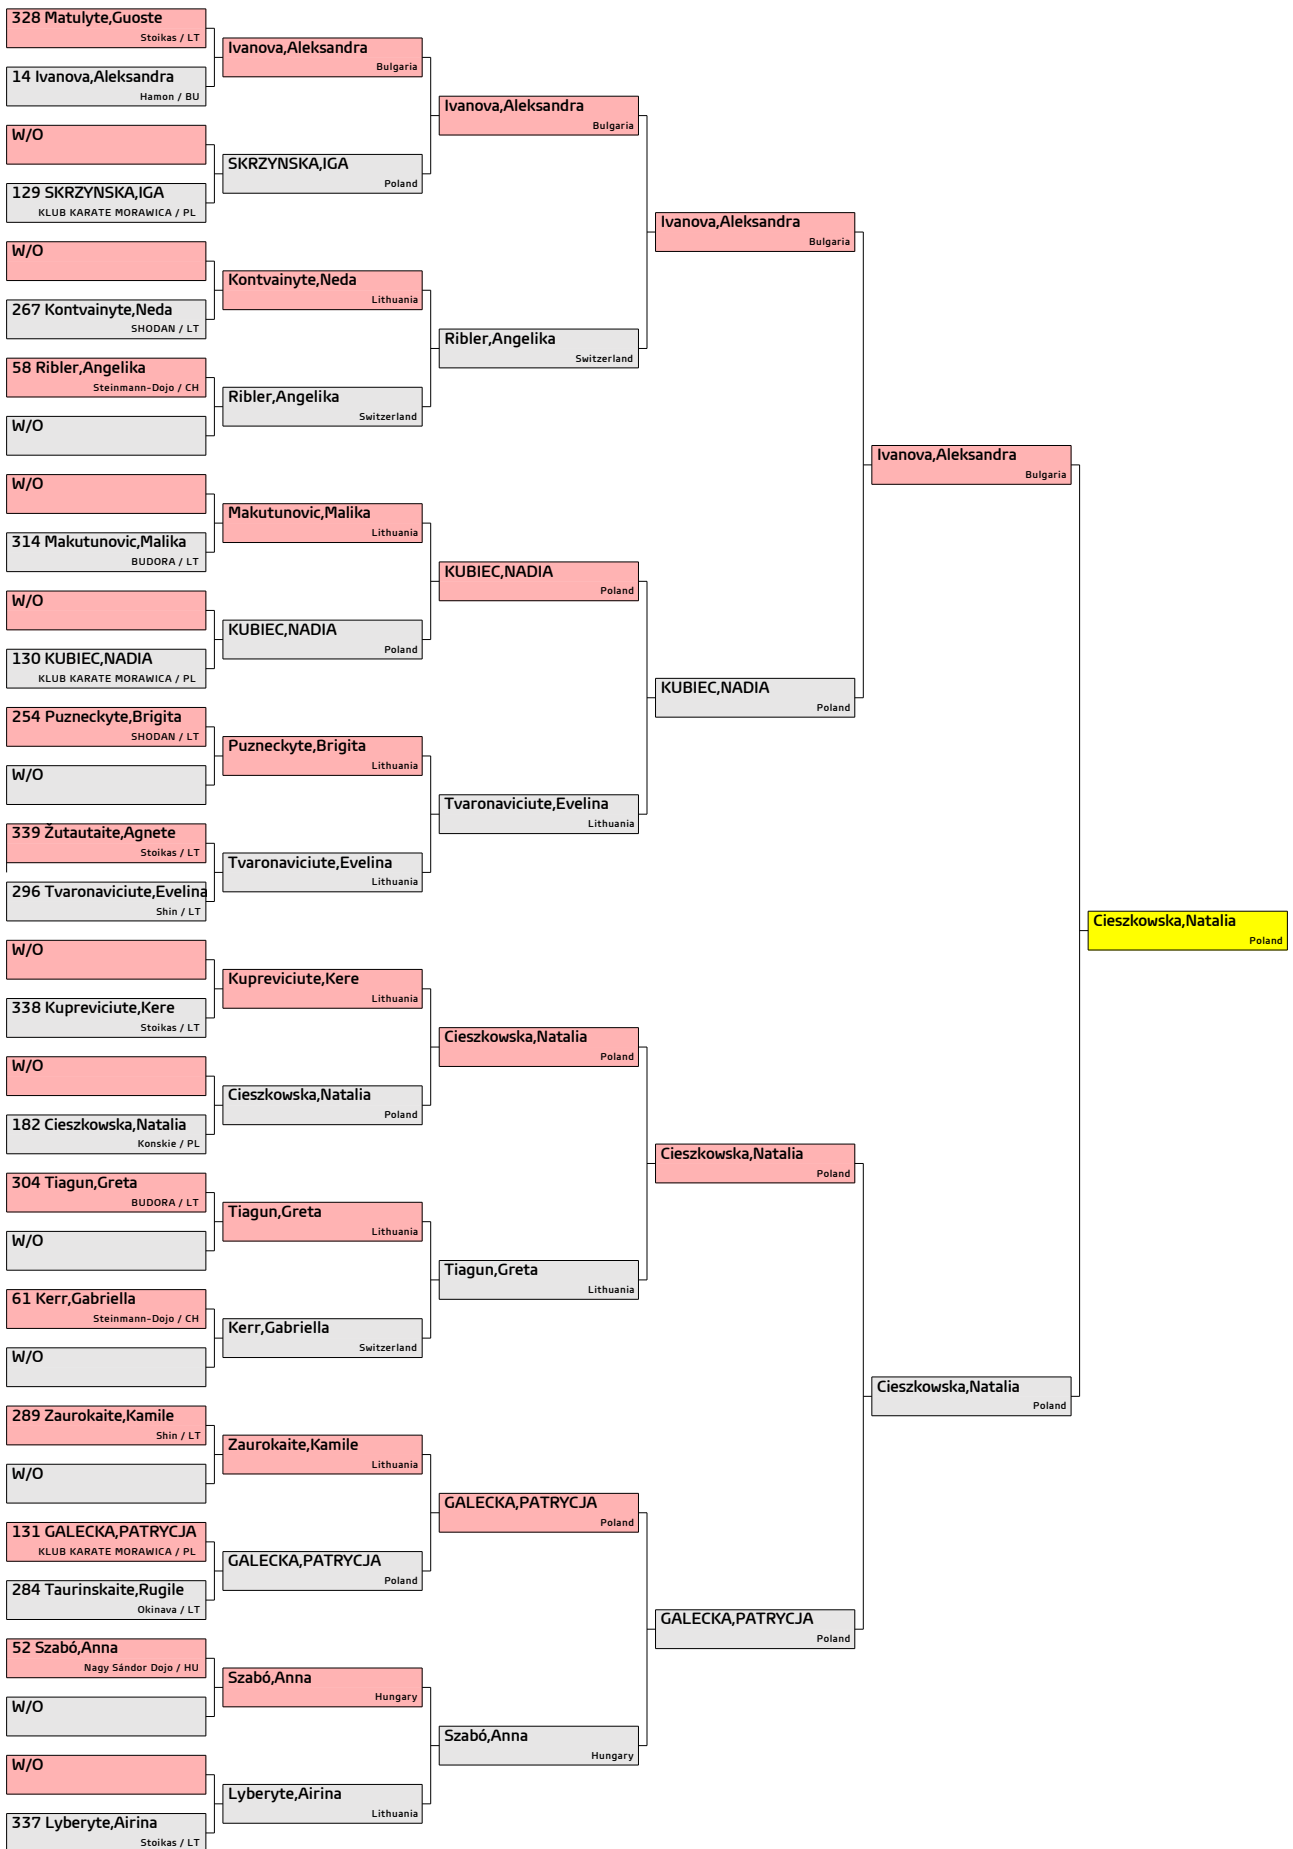 328 Matulyte,Guoste
Stoikas / LT
14 Ivanova,Aleksandra
Hamon / BU
W/O
129 SKRZYNSKA,IGA
KLUB KARATE MORAWICA / PL
W/O
267 Kontvainyte,Neda
SHODAN / LT
58 Ribler,Angelika
Steinmann-Dojo / CH
W/O
W/O
314 Makutunovic,Malika
BUDORA / LT
W/O
130 KUBIEC,NADIA
KLUB KARATE MORAWICA / PL
254 Puzneckyte,Brigita
SHODAN / LT
W/O
339 Žutautaite,Agnete
Stoikas / LT
296 Tvaronaviciute,Evelina
Shin / LT
W/O
338 Kupreviciute,Kere
Stoikas / LT
W/O
182 Cieszkowska,Natalia
Konskie / PL
304 Tiagun,Greta
BUDORA / LT
W/O
61 Kerr,Gabriella
Steinmann-Dojo / CH
W/O
289 Zaurokaite,Kamile
Shin / LT
W/O
131 GALECKA,PATRYCJA
KLUB KARATE MORAWICA / PL
284 Taurinskaite,Rugile
Okinava / LT
52 Szabó,Anna
Nagy Sándor Dojo / HU
W/O
W/O
337 Lyberyte,Airina
Stoikas / LT
Ivanova,Aleksandra
Bulgaria
SKRZYNSKA,IGA
Poland
Kontvainyte,Neda
Lithuania
Ribler,Angelika
Switzerland
Makutunovic,Malika
Lithuania
KUBIEC,NADIA
Poland
Puzneckyte,Brigita
Lithuania
Tvaronaviciute,Evelina
Lithuania
Kupreviciute,Kere
Lithuania
Cieszkowska,Natalia
Poland
Tiagun,Greta
Lithuania
Kerr,Gabriella
Switzerland
Zaurokaite,Kamile
Lithuania
GALECKA,PATRYCJA
Poland
Szabó,Anna
Hungary
Lyberyte,Airina
Lithuania
Ivanova,Aleksandra
Bulgaria
Ribler,Angelika
Switzerland
KUBIEC,NADIA
Poland
Tvaronaviciute,Evelina
Lithuania
Cieszkowska,Natalia
Poland
Tiagun,Greta
Lithuania
GALECKA,PATRYCJA
Poland
Szabó,Anna
Hungary
Ivanova,Aleksandra
Bulgaria
KUBIEC,NADIA
Poland
Cieszkowska,Natalia
Poland
GALECKA,PATRYCJA
Poland
Ivanova,Aleksandra
Bulgaria
Cieszkowska,Natalia
Poland
Cieszkowska,Natalia
Poland